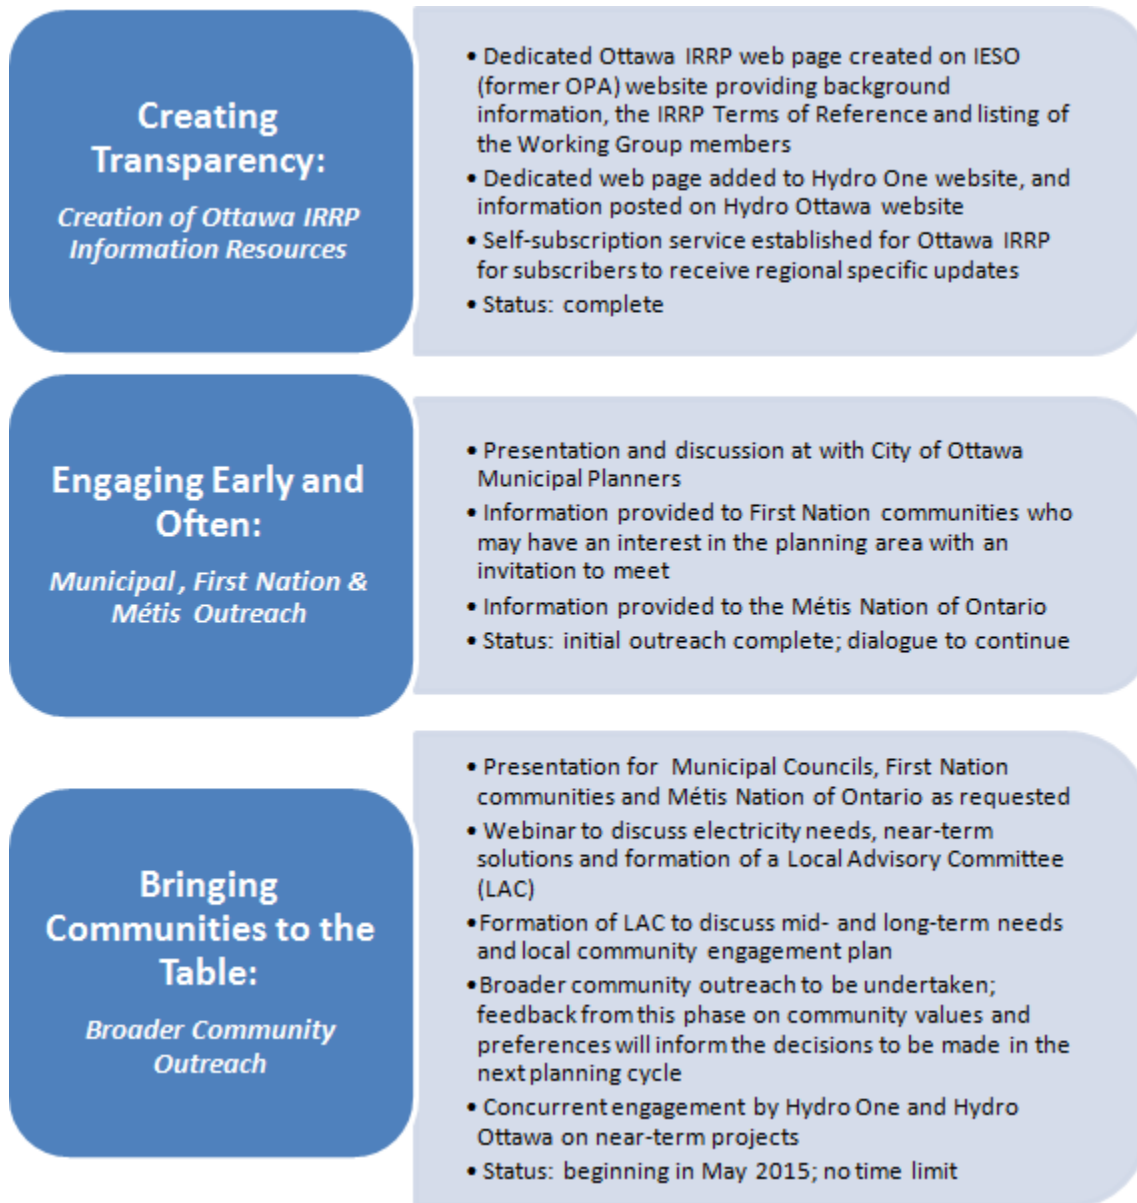 Creating
Transparency:
Creation of Ottawa IRRP
Information Resources
• Dedicated Ottawa IRRP web page created on IESO
(former OPA) website providing background
information, the IRRP Terms of Reference and listing of
the Working Group members
• Dedicated web page added to Hydro One website, and
information posted on Hydro Ottawa website
• Self-subscription service established for Ottawa IRRP
for subscribers to receive regional specific updates
• Status: complete
Engaging Early and
Often:
Municipal , First Nation &
Métis Outreach
• Presentation and discussion at with City of Ottawa
Municipal Planners
• Information provided to First Nation communities who
may have an interest in the planning area with an
invitation to meet
• Information provided to the Métis Nation of Ontario
• Status: initial outreach complete; dialogue to continue
Bringing
Communities to the
Table:
Broader Community
Outreach
• Presentation for Municipal Councils, First Nation
communities and Métis Nation of Ontario as requested
• Webinar to discuss electricity needs, near-term
solutions and formation of a Local Advisory Committee
(LAC)
•Formation of LAC to discuss mid- and long-term needs
and local community engagement plan
•Broader community outreach to be undertaken;
feedback from this phase on community values and
preferences will inform the decisions to be made in the
next planning cycle
• Concurrent engagement by Hydro One and Hydro
Ottawa on near-term projects
• Status: beginning in May 2015; no time limit